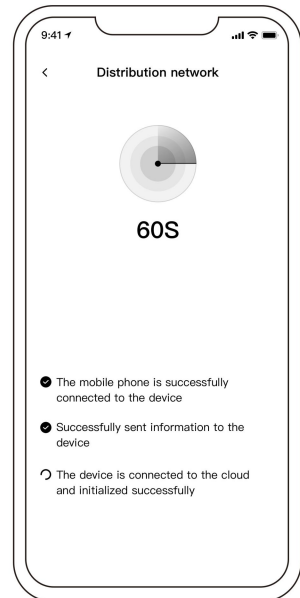 9:41
Distribution network
60S
The mobile phone is successfully
connected to the device
Successfully sent information to the
device
The device is connected to the cloud
and initialized successfully